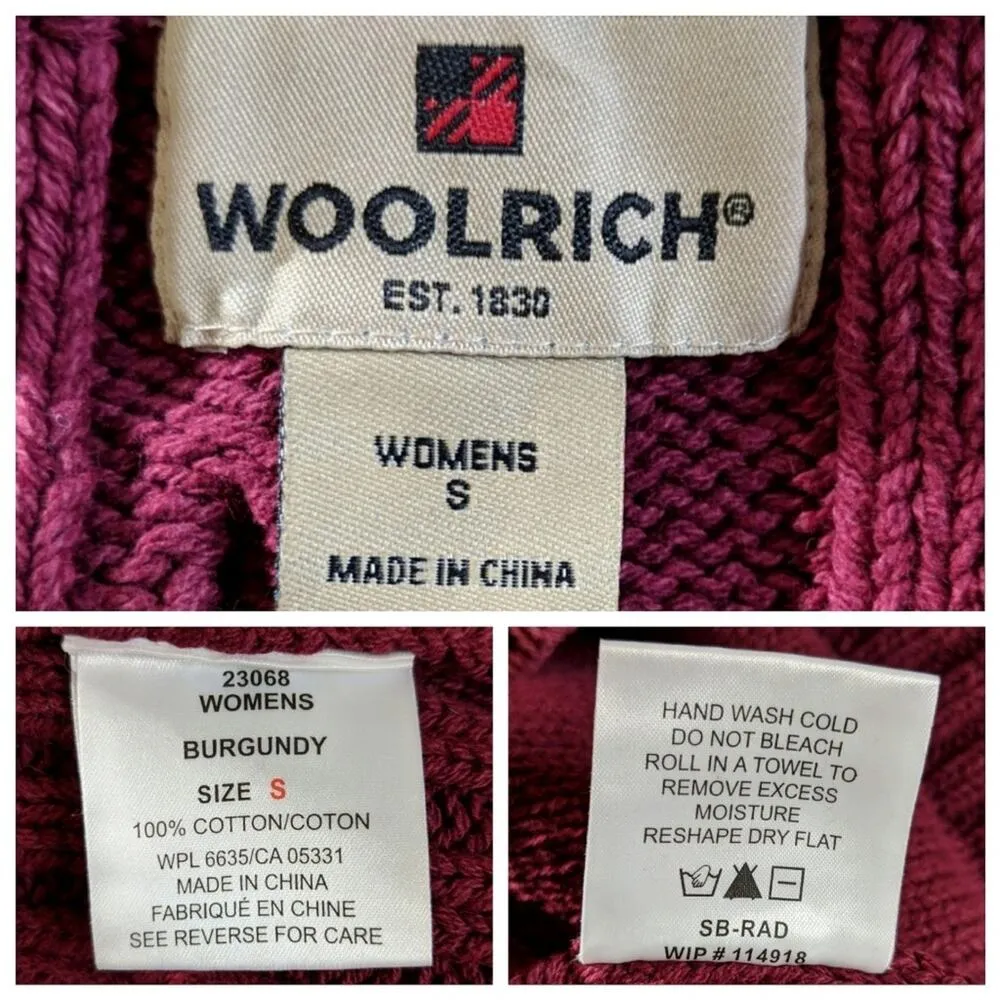 WOOLRICH®
EST. 1830
WOMENS
S
MADE IN CHINA
23068
WOMENS
BURGUNDY
SIZE S
100% COTTON/COTON
WPL 6635/CA 05331
MADE IN CHINA
FABRIQUÉ EN CHINE
SEE REVERSE FOR CARE
HAND WASH COLD
DO NOT BLEACH
ROLL IN A TOWEL TO
REMOVE EXCESS
MOISTURE
RESHAPE DRY FLAT
SB-RAD
WIP # 114918